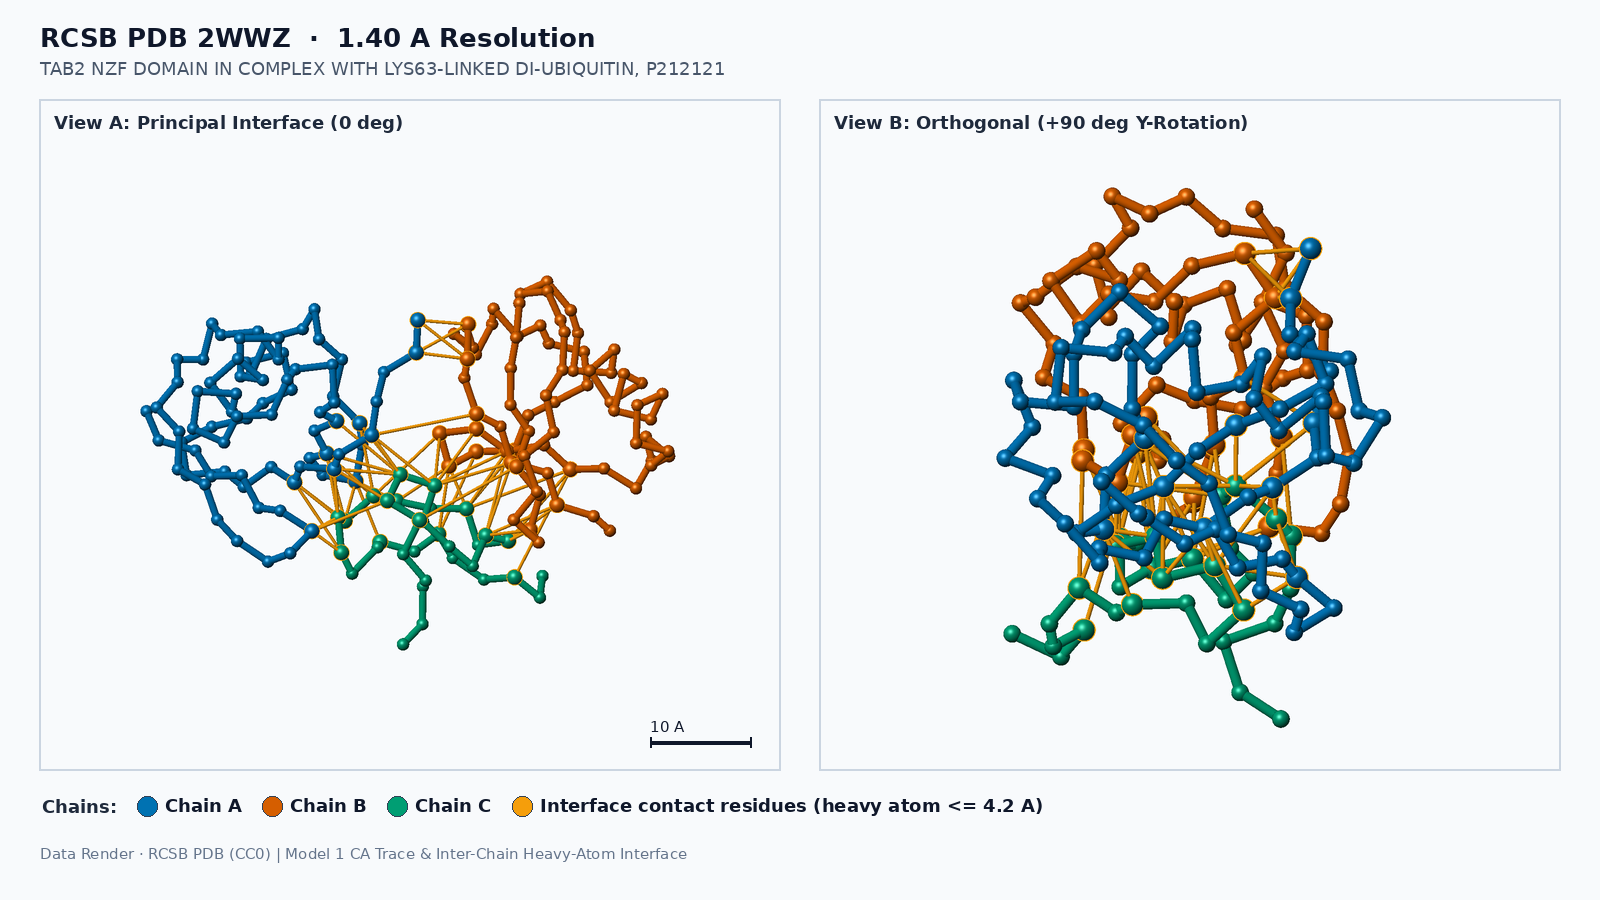 RCSB PDB 2WWZ · 1.40 A Resolution
TAB2 NZF DOMAIN IN COMPLEX WITH LYS63-LINKED DI-UBIQUITIN, P212121
View A: Principal Interface (0 deg)
View B: Orthogonal (+90 deg Y-Rotation)
10 A
Chains: Chain A Chain B Chain C Interface contact residues (heavy atom <= 4.2 A)
Data Render · RCSB PDB (CC0) | Model 1 CA Trace & Inter-Chain Heavy-Atom Interface